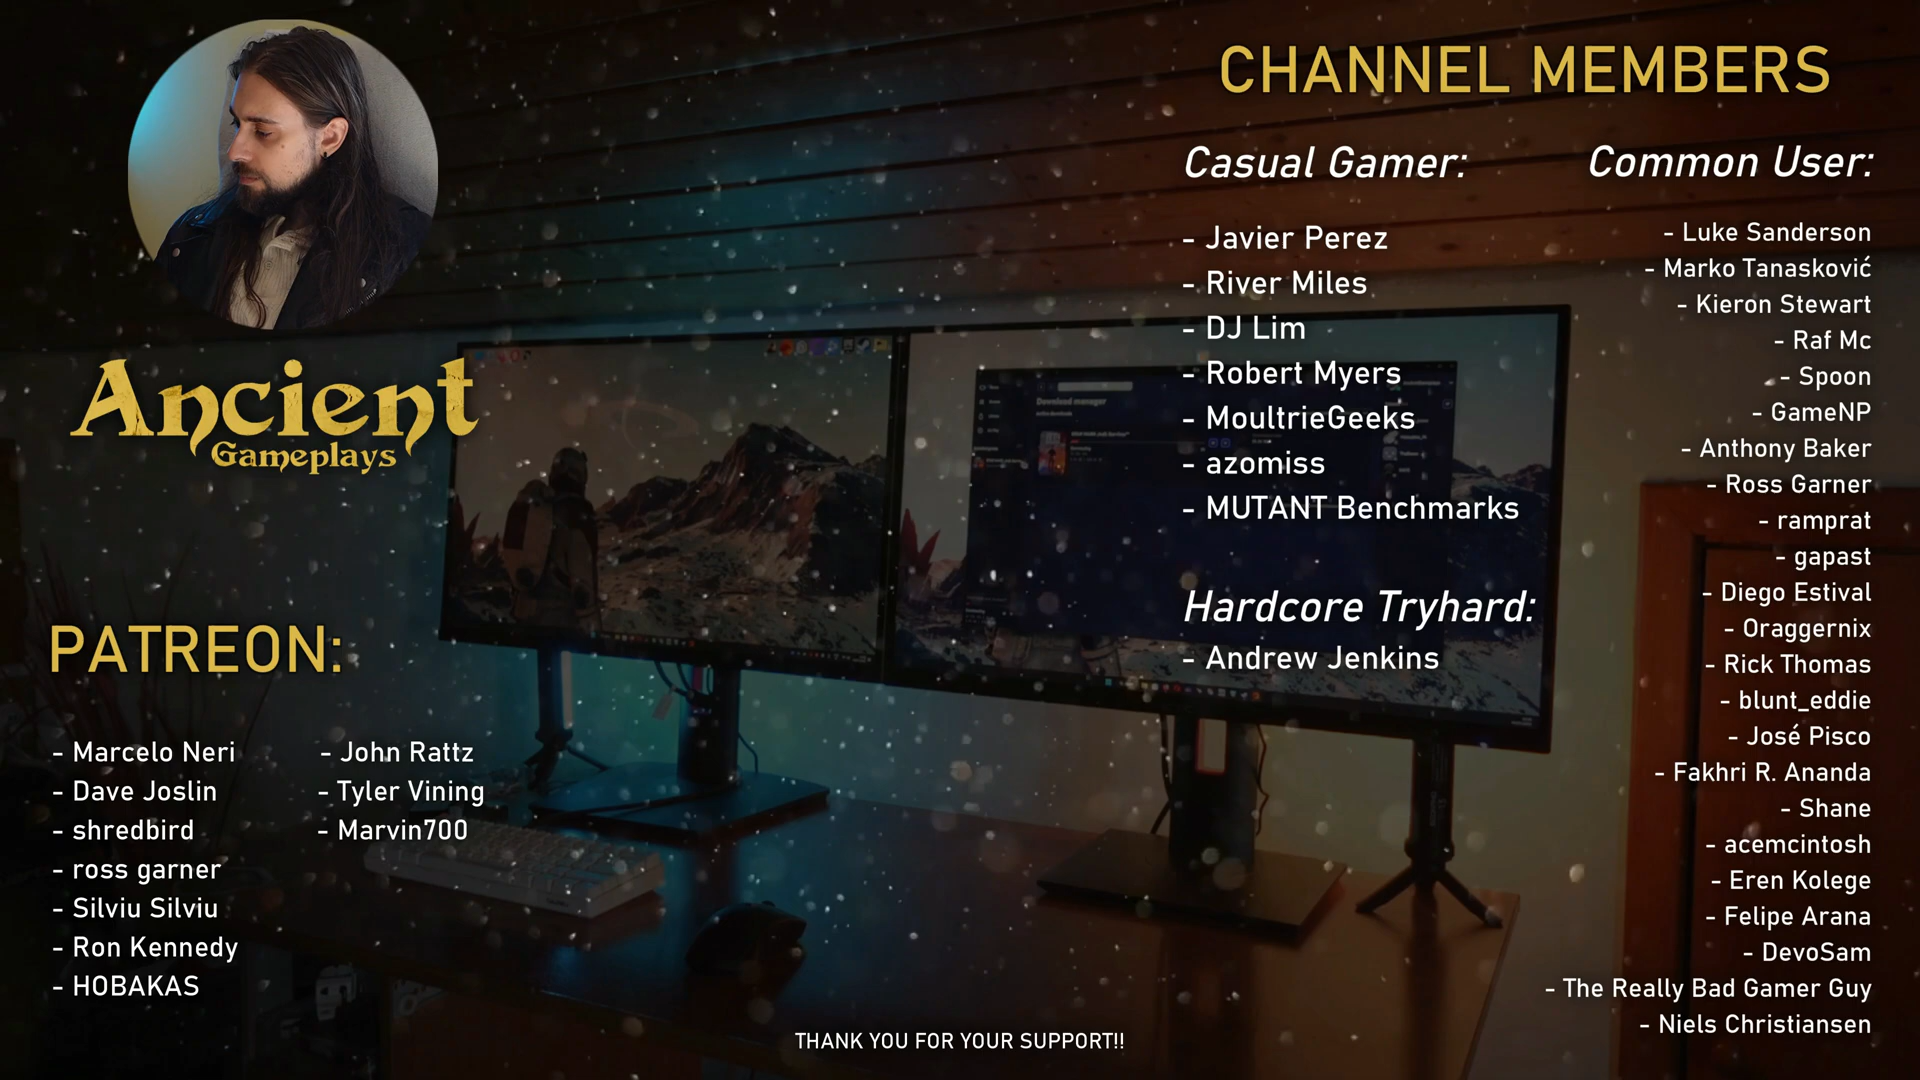 Ancient
Gameplays
PATREON:
- Marcelo Neri
- Dave Joslin
- shredbird
- ross garner
- Silviu Silviu
- Ron Kennedy
- HOBAKAS
- John Rattz
- Tyler Vining
- Marvin700
CHANNEL MEMBERS
Casual Gamer:
- Javier Perez
- River Miles
- DJ Lim
- Robert Myers
- MoultrieGeeks
- azomiss
- MUTANT Benchmarks
Hardcore Tryhard:
- Andrew Jenkins
Common User:
- Luke Sanderson
- Marko Tanasković
- Kieron Stewart
- Raf Mc
- Spoon
- GameNP
- Anthony Baker
- Ross Garner
- ramprat
- gapast
- Diego Estival
- Oraggernix
- Rick Thomas
- blunt_eddie
- José Pisco
- Fakhri R. Ananda
- Shane
- acemcintosh
- Eren Kolege
- Felipe Arana
- DevoSam
- The Really Bad Gamer Guy
- Niels Christiansen
Download manager
THANK YOU FOR YOUR SUPPORT!!